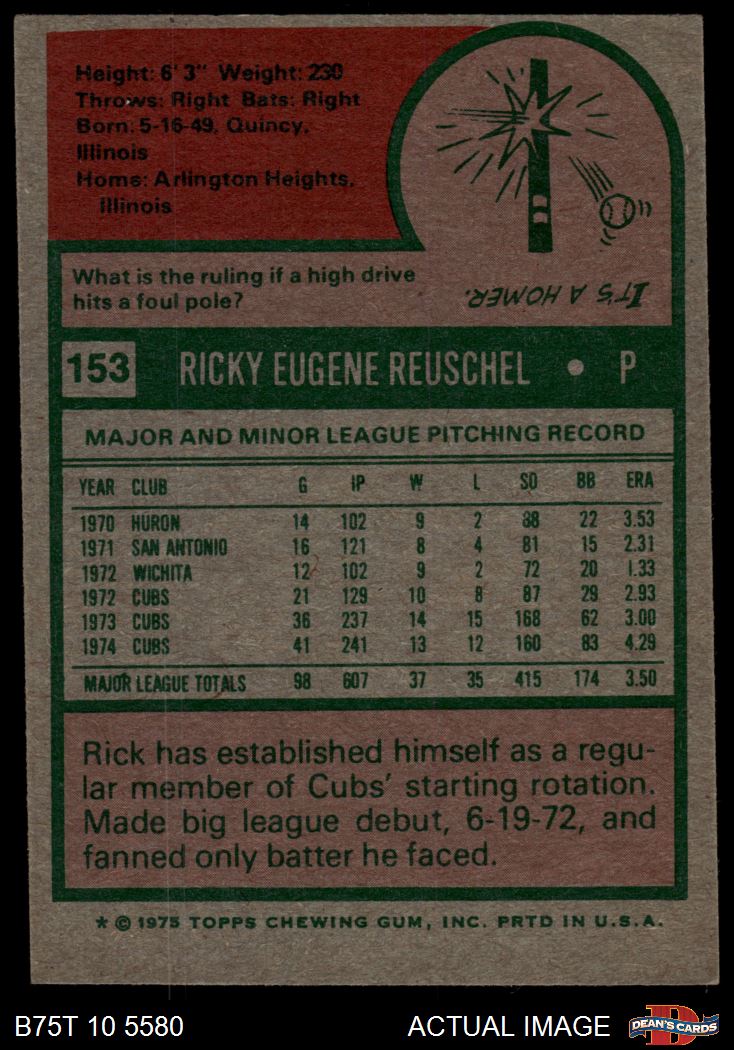 Height: 6' 3" Weight: 230
Throws: Right Bats: Right
Born: 5-16-49, Quincy,
Illinois
Home: Arlington Heights,
Illinois
What is the ruling if a high drive
hits a foul pole?
IT'S A HOMER.
153 RICKY EUGENE REUSCHEL • P
MAJOR AND MINOR LEAGUE PITCHING RECORD
YEAR CLUB G IP W L SO BB ERA
1970 HURON 14 102 9 2 88 22 3.53
1971 SAN ANTONIO 16 121 8 4 81 15 2.31
1972 WICHITA 12 102 9 2 72 20 1.33
1972 CUBS 21 129 10 8 87 29 2.93
1973 CUBS 36 237 14 15 168 62 3.00
1974 CUBS 41 241 13 12 160 83 4.29
MAJOR LEAGUE TOTALS 98 607 37 35 415 174 3.50
Rick has established himself as a regu-
lar member of Cubs' starting rotation.
Made big league debut, 6-19-72, and
fanned only batter he faced.
* © 1975 TOPPS CHEWING GUM, INC. PRTD IN U.S.A.
B75T 10 5580 ACTUAL IMAGE D DEAN'S CARDS